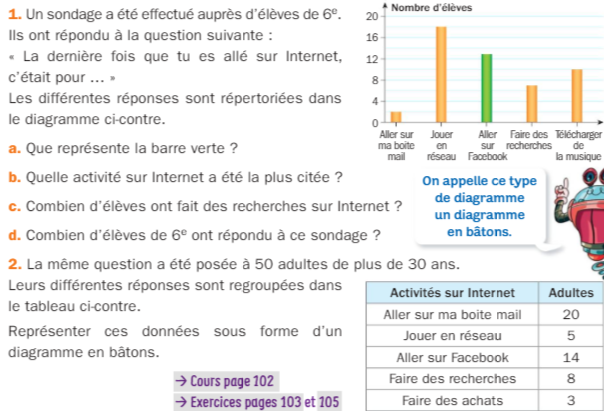 1. Un sondage a été effectué auprès d'élèves de 6e.
Ils ont répondu à la question suivante :
« La dernière fois que tu es allé sur Internet,
c'était pour ... »
Les différentes réponses sont répertoriées dans
le diagramme ci-contre.
a. Que représente la barre verte ?
b. Quelle activité sur Internet a été la plus citée ?
c. Combien d'élèves ont fait des recherches sur Internet ?
d. Combien d'élèves de 6e ont répondu à ce sondage ?
Nombre d'élèves
20
16
12
8
4
0
Aller sur ma boite mail
Jouer en réseau
Aller sur Facebook
Faire des recherches
Télécharger de la musique
On appelle ce type
de diagramme
un diagramme
en bâtons.
2. La même question a été posée à 50 adultes de plus de 30 ans.
Leurs différentes réponses sont regroupées dans
le tableau ci-contre.
Représenter ces données sous forme d'un
diagramme en bâtons.
→ Cours page 102
→ Exercices pages 103 et 105
Activités sur Internet Adultes
Aller sur ma boite mail 20
Jouer en réseau 5
Aller sur Facebook 14
Faire des recherches 8
Faire des achats 3